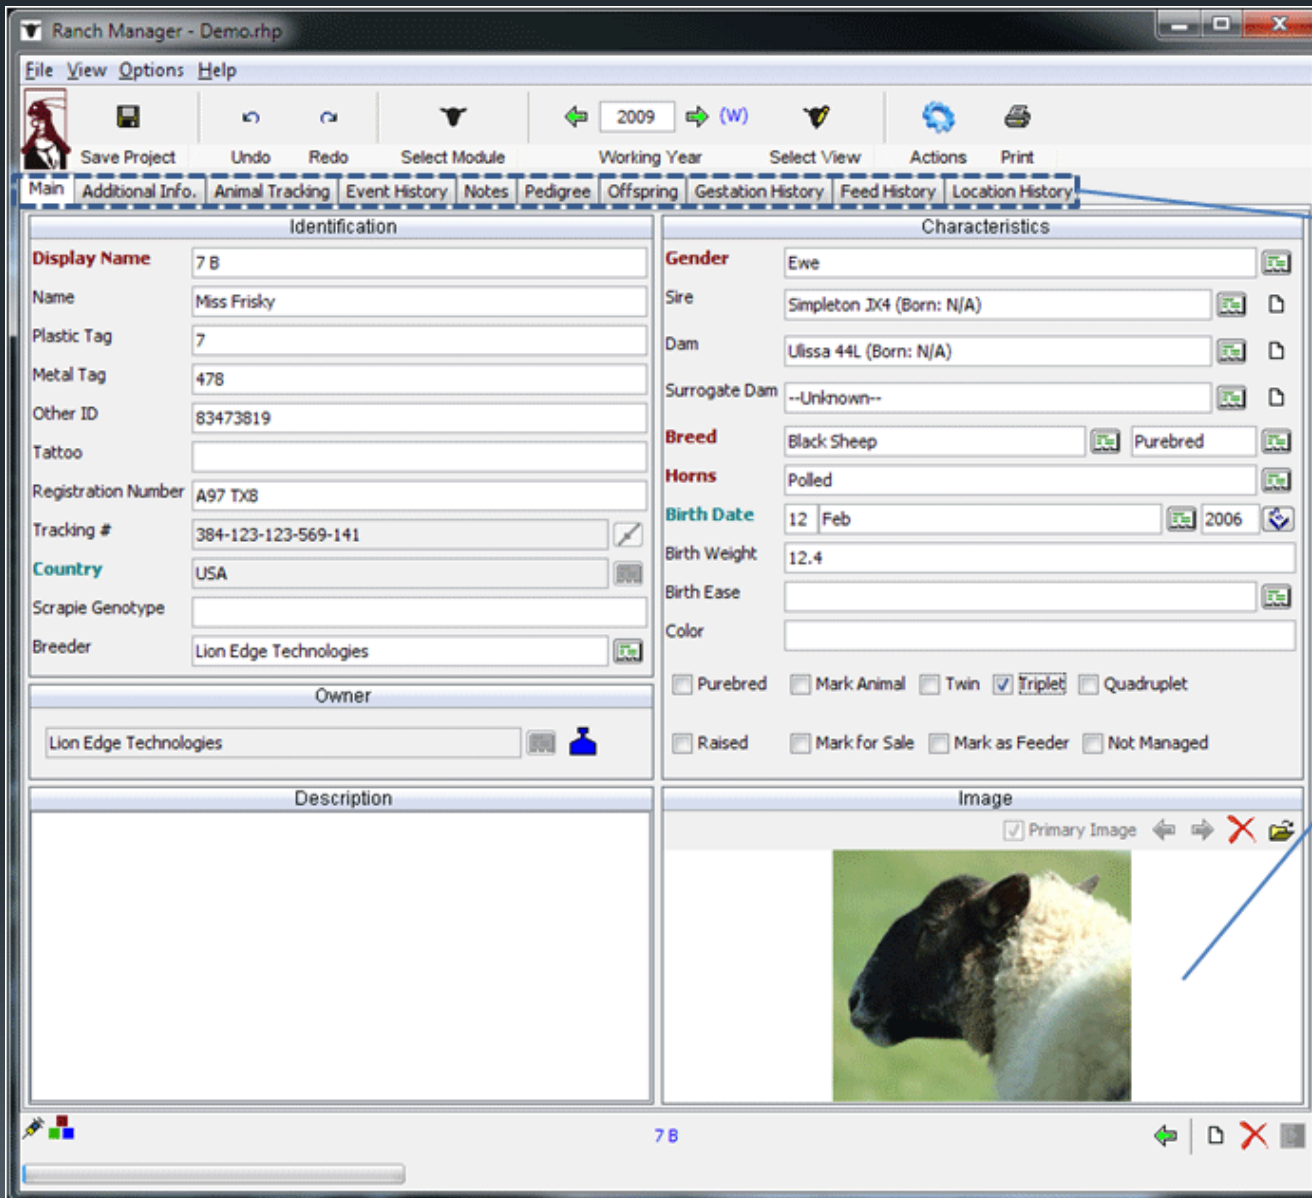 Ranch Manager - Demo.rhp
File View Options Help
2009 (W)
Save Project Undo Redo Select Module Working Year Select View Actions Print
Main Additional Info. Animal Tracking Event History Notes Pedigree Offspring Gestation History Feed History Location History
Identification
Display Name 7 B
Name Miss Frisky
Plastic Tag 7
Metal Tag 478
Other ID 83473819
Tattoo
Registration Number A97 TX8
Tracking # 384-123-123-569-141
Country USA
Scrapie Genotype
Breeder Lion Edge Technologies
Owner
Lion Edge Technologies
Description
Characteristics
Gender Ewe
Sire Simpleton JX4 (Born: N/A)
Dam Ulissa 44L (Born: N/A)
Surrogate Dam --Unknown--
Breed Black Sheep Purebred
Horns Polled
Birth Date 12 Feb 2006
Birth Weight 12.4
Birth Ease
Color
Purebred Mark Animal Twin Triplet Quadruplet
Raised Mark for Sale Mark as Feeder Not Managed
Image
Primary Image
7 B